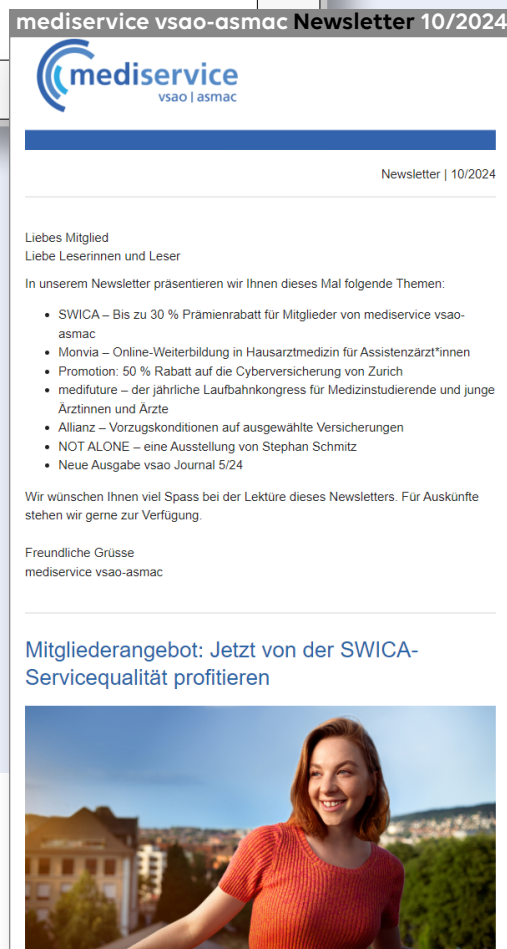 mediservice vsao-asmac Newsletter 10/2024
mediservice
vsao | asmac
Newsletter | 10/2024
Liebes Mitglied
Liebe Leserinnen und Leser
In unserem Newsletter präsentieren wir Ihnen dieses Mal folgende Themen:
• SWICA – Bis zu 30 % Prämienrabatt für Mitglieder von mediservice vsao-
asmac
• Monvia – Online-Weiterbildung in Hausarztmedizin für Assistenzärzt*innen
• Promotion: 50 % Rabatt auf die Cyberversicherung von Zurich
• medifuture – der jährliche Laufbahnkongress für Medizinstudierende und junge
Ärztinnen und Ärzte
• Allianz – Vorzugskonditionen auf ausgewählte Versicherungen
• NOT ALONE – eine Ausstellung von Stephan Schmitz
• Neue Ausgabe vsao Journal 5/24
Wir wünschen Ihnen viel Spass bei der Lektüre dieses Newsletters. Für Auskünfte
stehen wir gerne zur Verfügung.
Freundliche Grüsse
mediservice vsao-asmac
Mitgliederangebot: Jetzt von der SWICA-
Servicequalität profitieren